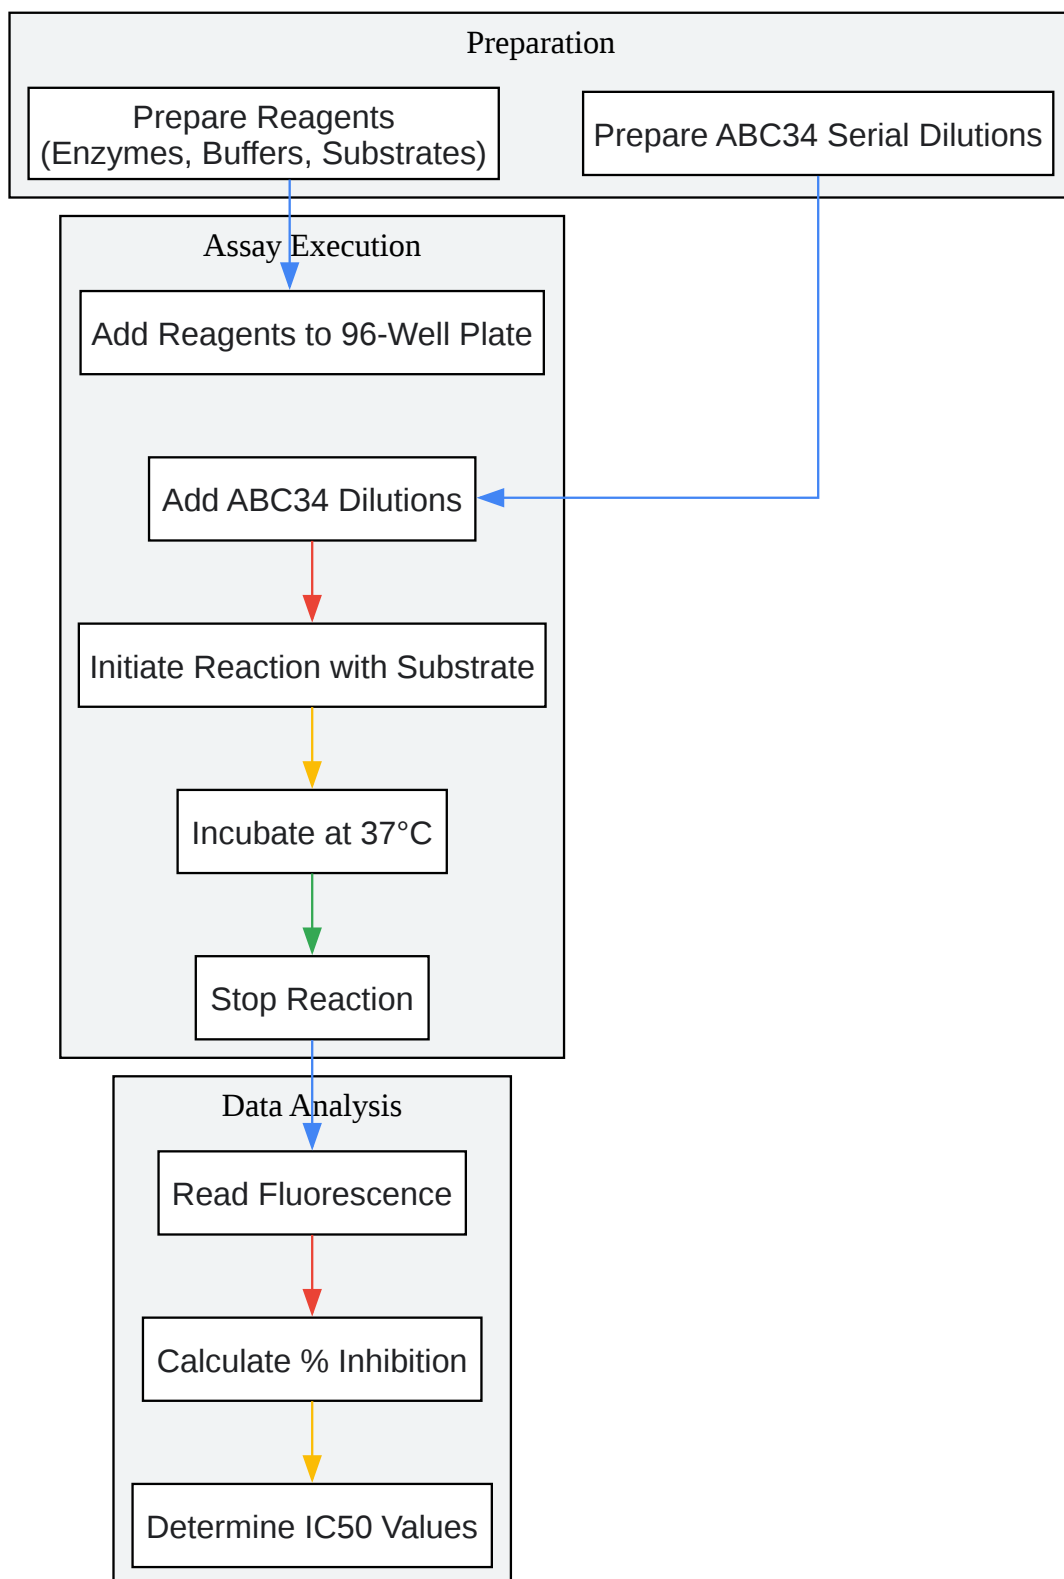 Preparation
Prepare Reagents
(Enzymes, Buffers, Substrates)
Prepare ABC34 Serial Dilutions
Assay Execution
Add Reagents to 96-Well Plate
Add ABC34 Dilutions
Initiate Reaction with Substrate
Incubate at 37°C
Stop Reaction
Data Analysis
Read Fluorescence
Calculate % Inhibition
Determine IC50 Values